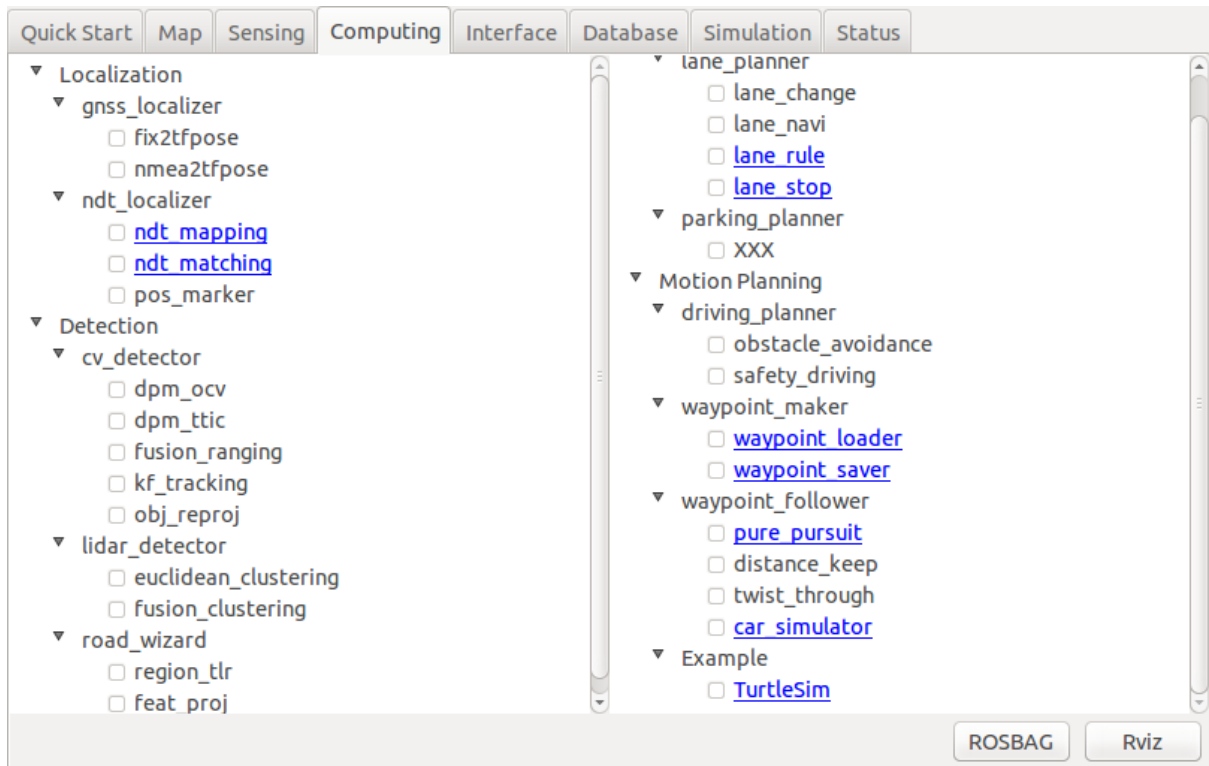 Quick Start Map Sensing Computing Interface Database Simulation Status
Localization
gnss_localizer
fix2tfpose
nmea2tfpose
ndt_localizer
ndt_mapping
ndt_matching
pos_marker
Detection
cv_detector
dpm_ocv
dpm_ttic
fusion_ranging
kf_tracking
obj_reproj
lidar_detector
euclidean_clustering
fusion_clustering
road_wizard
region_tlr
feat_proj
lane_planner
lane_change
lane_navi
lane_rule
lane_stop
parking_planner
XXX
Motion Planning
driving_planner
obstacle_avoidance
safety_driving
waypoint_maker
waypoint_loader
waypoint_saver
waypoint_follower
pure_pursuit
distance_keep
twist_through
car_simulator
Example
TurtleSim
ROSBAG Rviz